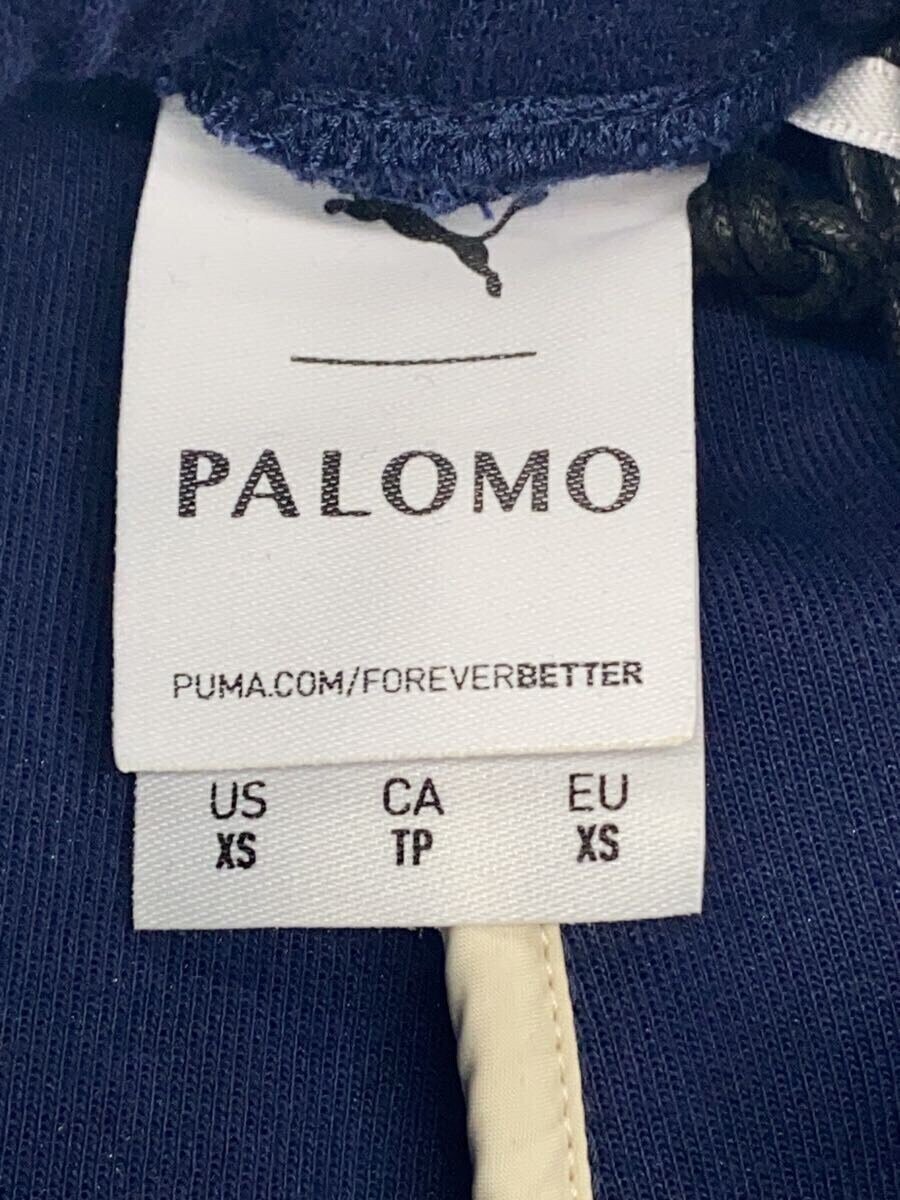 PALOMO
PUMA.COM/FOREVERBETTER
US CA EU
XS TP XS